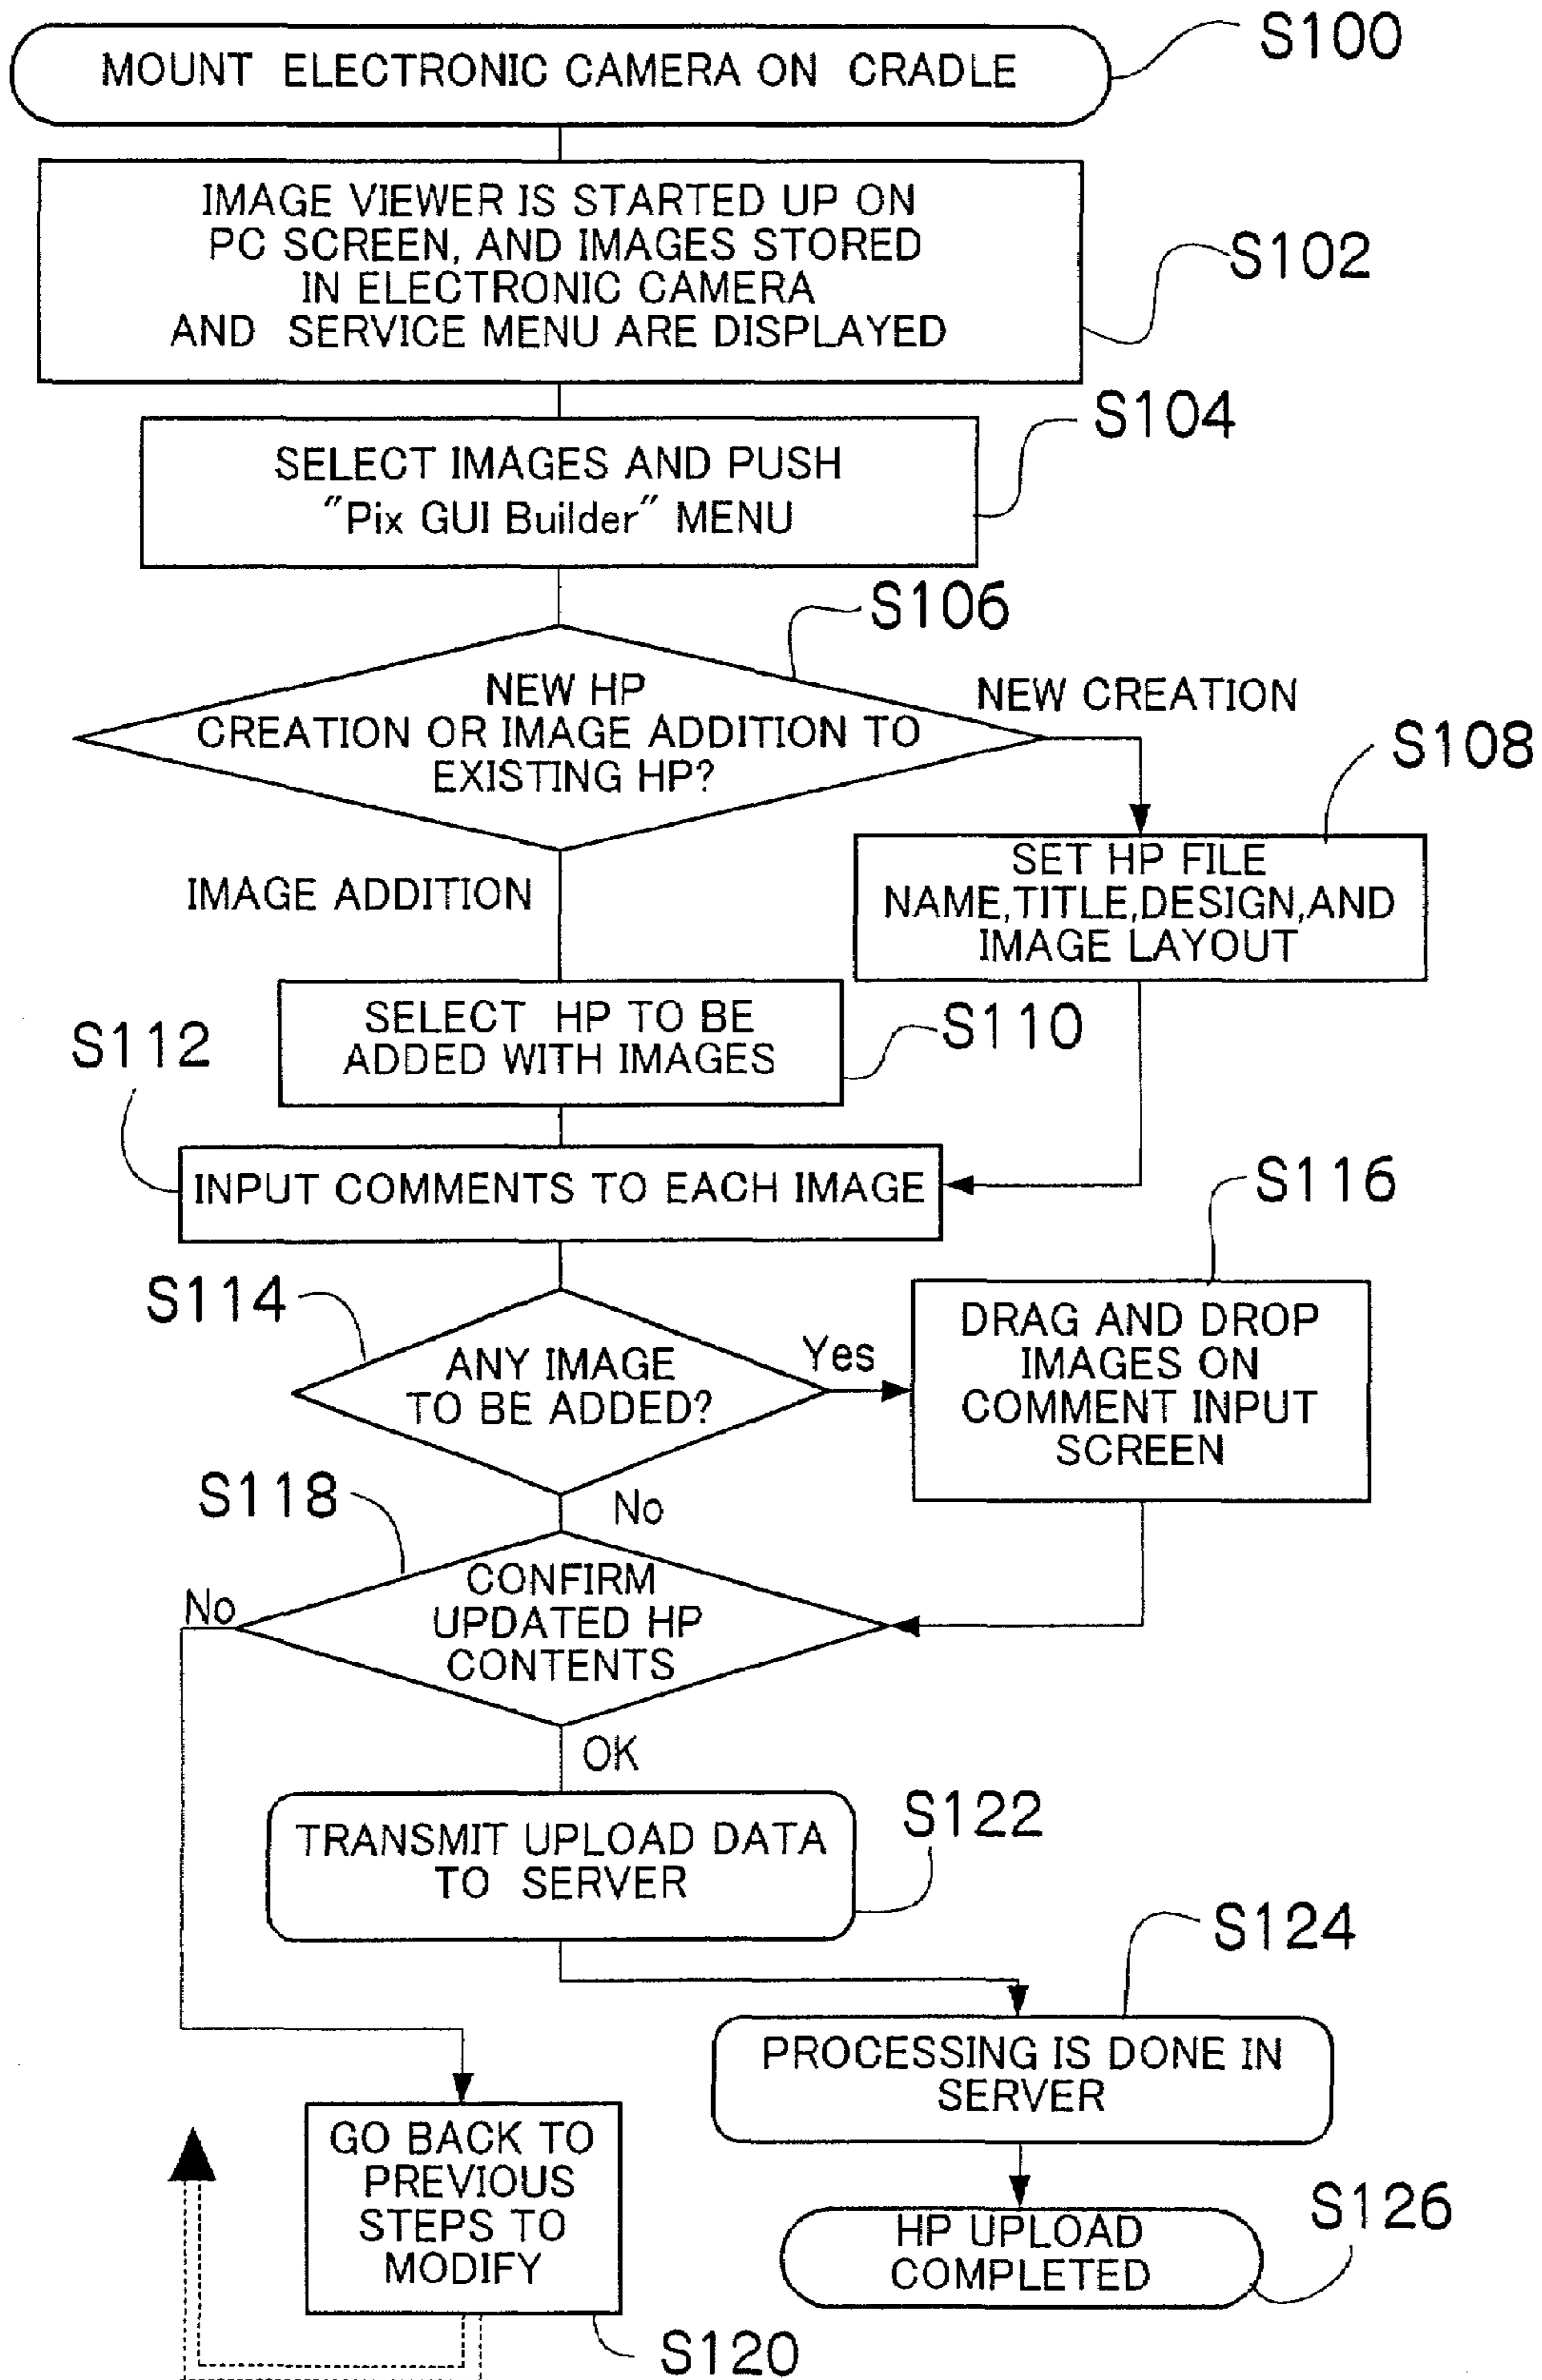 S100
MOUNT ELECTRONIC CAMERA ON CRADLE
IMAGE VIEWER IS STARTED UP ON
PC SCREEN, AND IMAGES STORED
IN ELECTRONIC CAMERA
AND SERVICE MENU ARE DISPLAYED
S102
S104
SELECT IMAGES AND PUSH
"Pix GUI Builder" MENU
S106
NEW HP
CREATION OR IMAGE ADDITION TO
EXISTING HP?
NEW CREATION
S108
IMAGE ADDITION
SET HP FILE
NAME,TITLE,DESIGN,AND
IMAGE LAYOUT
SELECT HP TO BE
ADDED WITH IMAGES
S110
S112
INPUT COMMENTS TO EACH IMAGE
S116
S114
ANY IMAGE
TO BE ADDED?
Yes
DRAG AND DROP
IMAGES ON
COMMENT INPUT
SCREEN
No
S118
CONFIRM
UPDATED HP
CONTENTS
No
OK
TRANSMIT UPLOAD DATA
TO SERVER
S122
S124
PROCESSING IS DONE IN
SERVER
GO BACK TO
PREVIOUS
STEPS TO
MODIFY
S126
HP UPLOAD
COMPLETED
S120